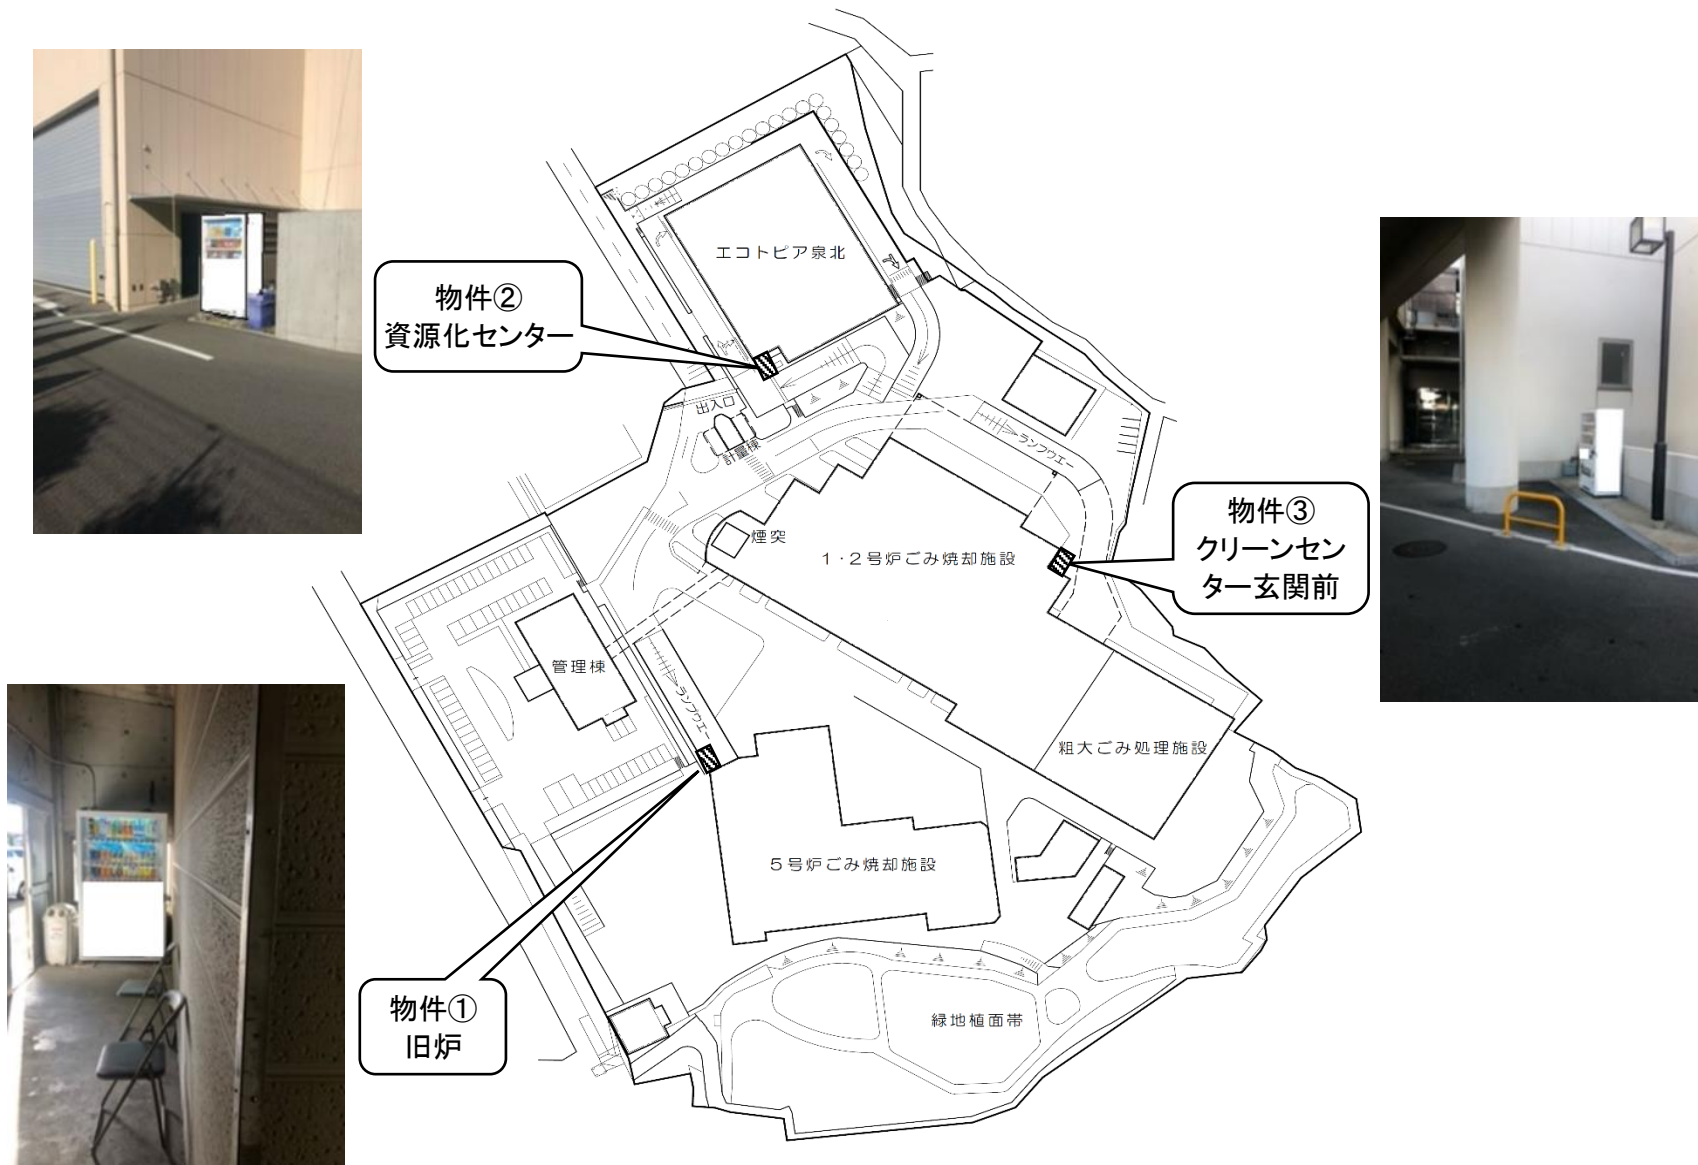 エコトピア泉北
物件②
資源化センター
出入口
計量棟
ランプウエー
物件③
クリーンセン
ター玄関前
煙突
1・2号炉ごみ焼却施設
管理棟
ランプウエー
粗大ごみ処理施設
5号炉ごみ焼却施設
物件①
旧炉
緑地植面帯